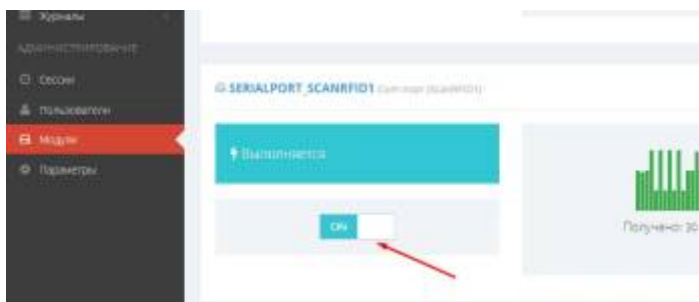 Журналы
АДМИНИСТРИРОВАНИЕ
Сессии
Пользователи
Модули
Параметры
SERIALPORT_SCANRFID1
Выполняется
ON
Получено: 30